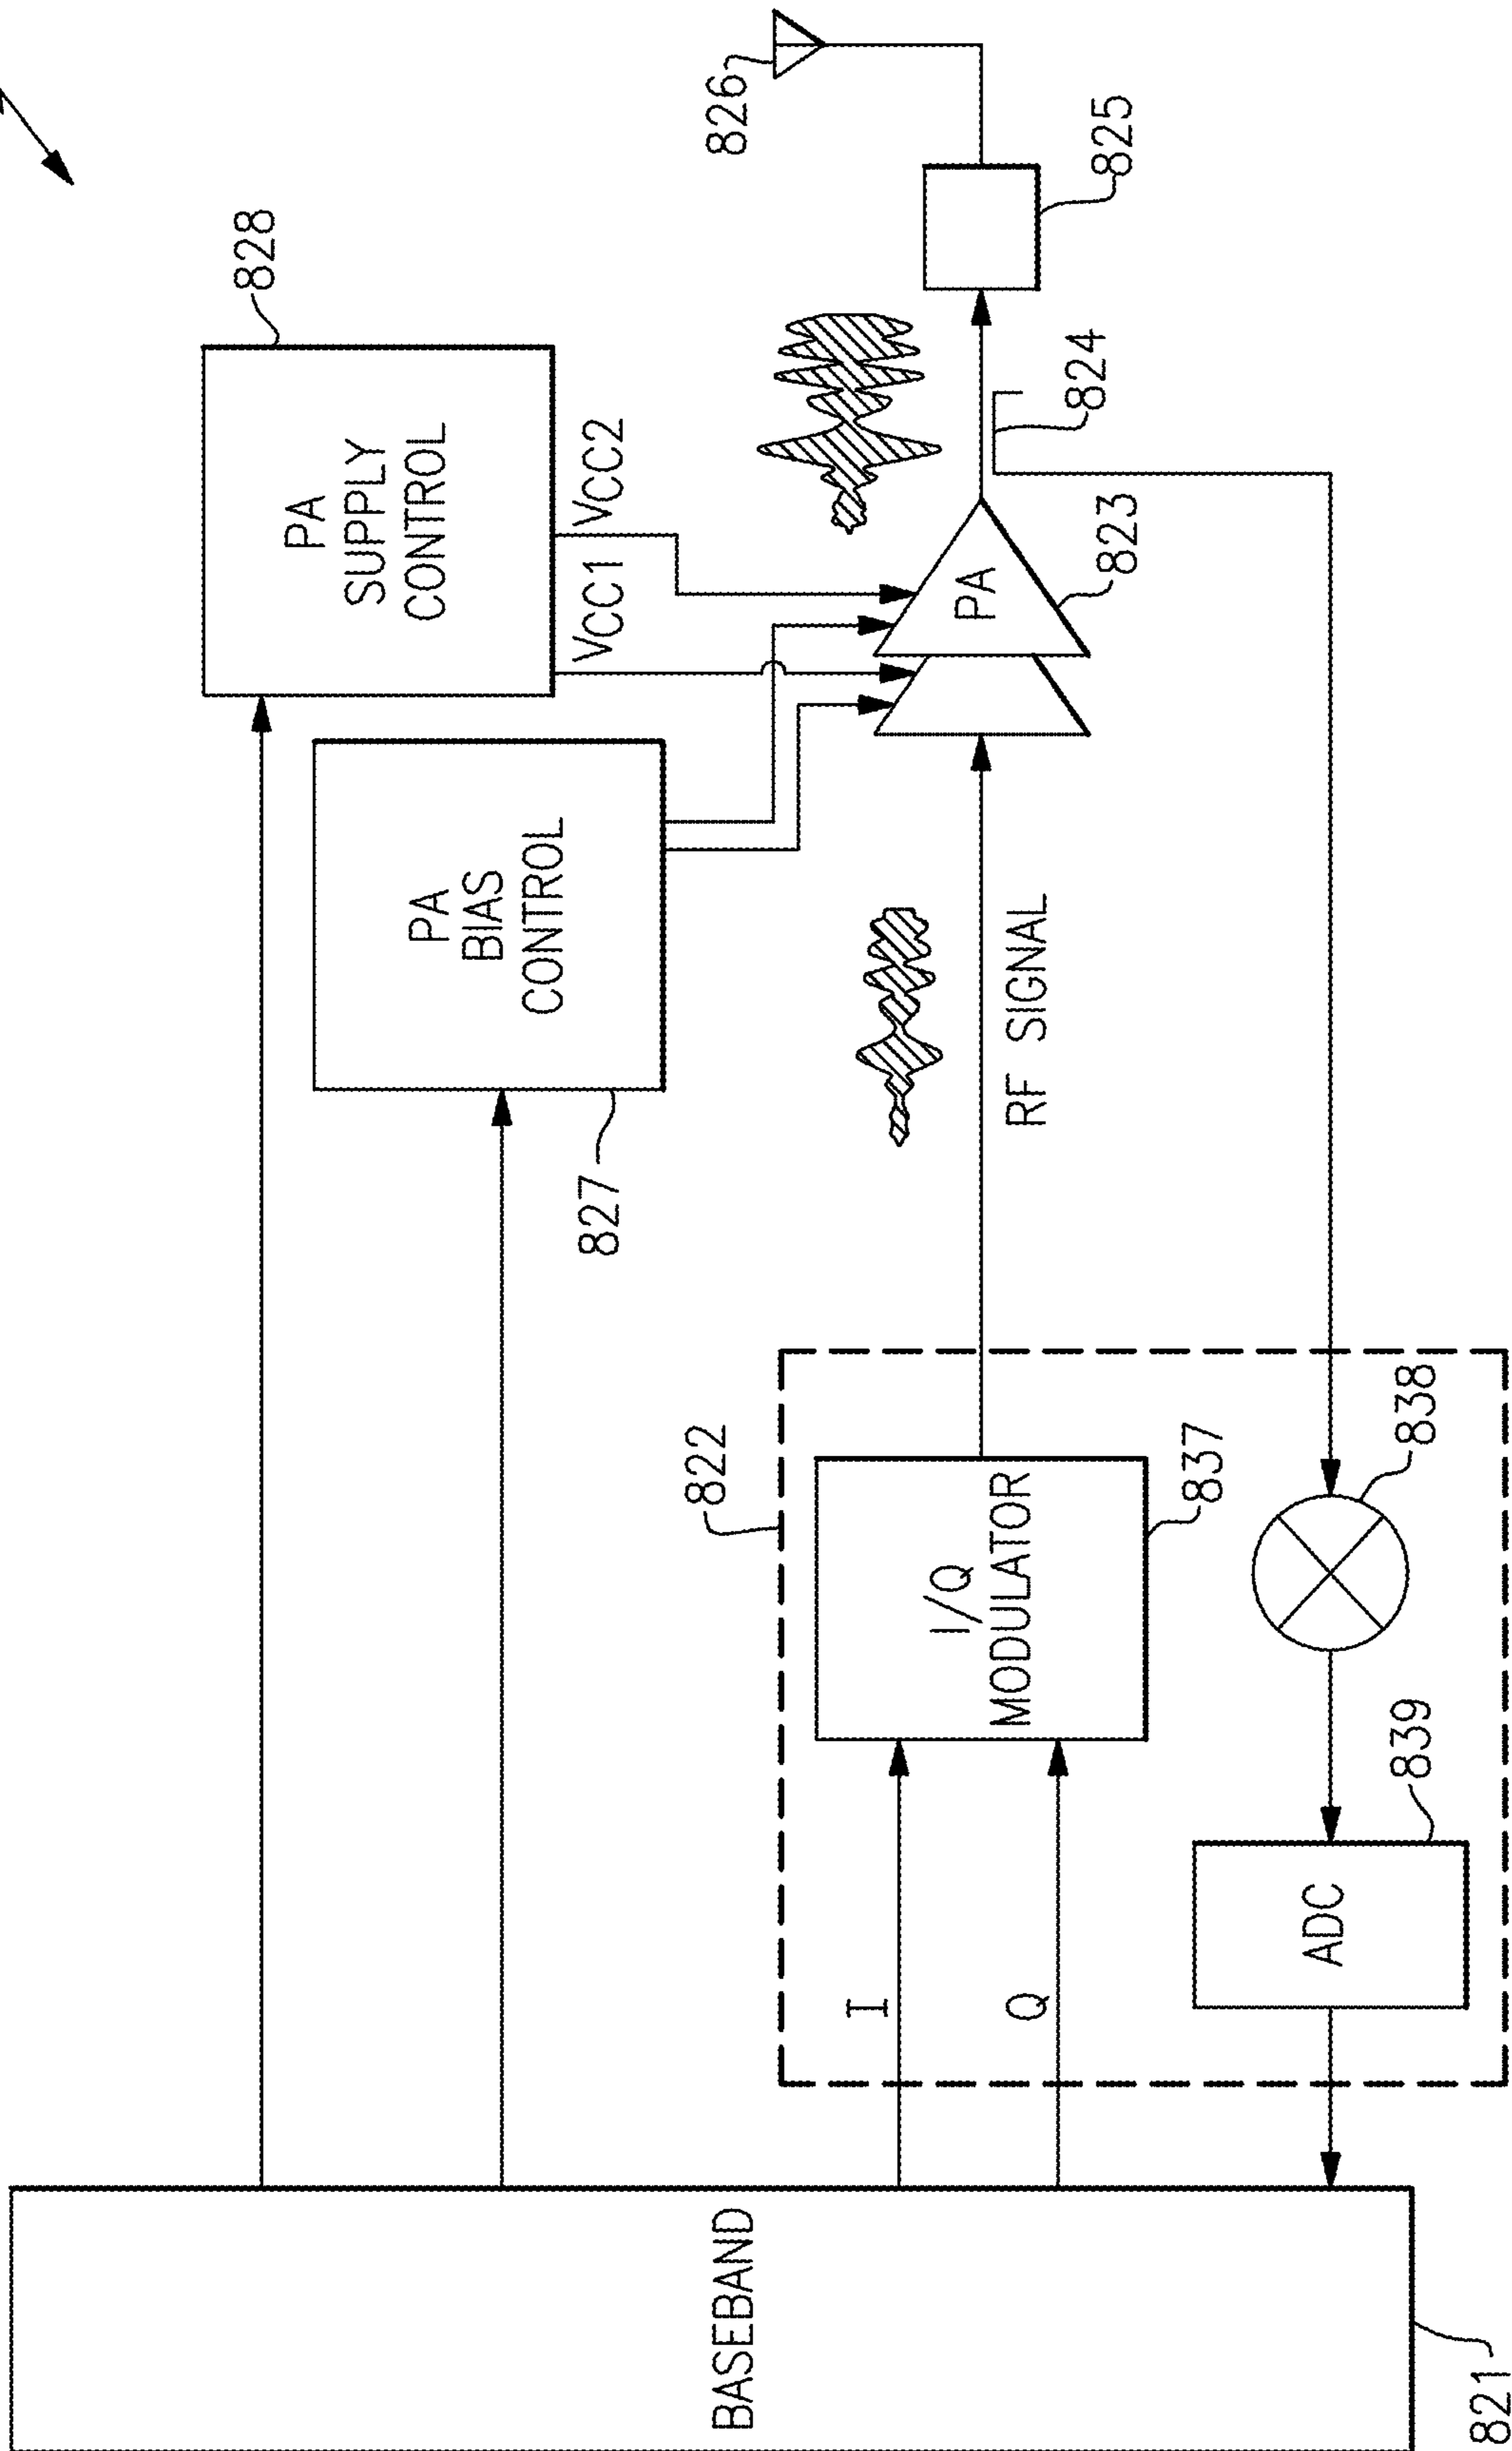 828
PA
SUPPLY
CONTROL
VCC1
VCC2
PA
BIAS
CONTROL
827
826
825
824
PA
823
RF SIGNAL
822
I/Q
MODULATOR
837
838
839
ADC
I
Q
BASEBAND
821